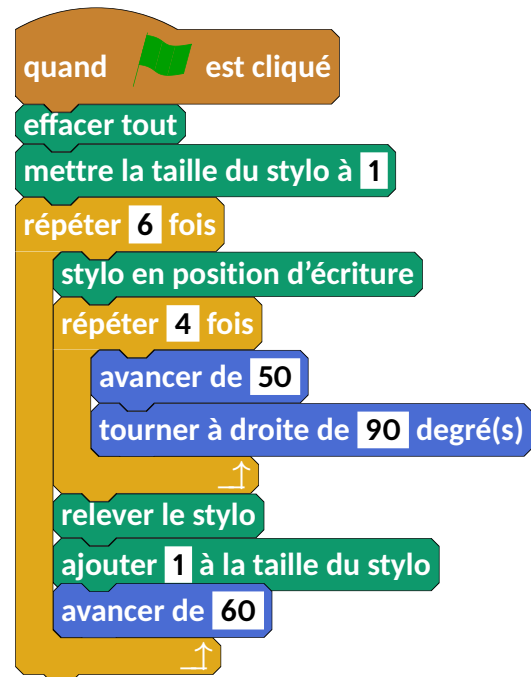 quand est cliqué
effacer tout
mettre la taille du stylo à 1
répéter 6 fois
stylo en position d’écriture
répéter 4 fois
avancer de 50
tourner à droite de 90 degré(s)
relever le stylo
ajouter 1 à la taille du stylo
avancer de 60